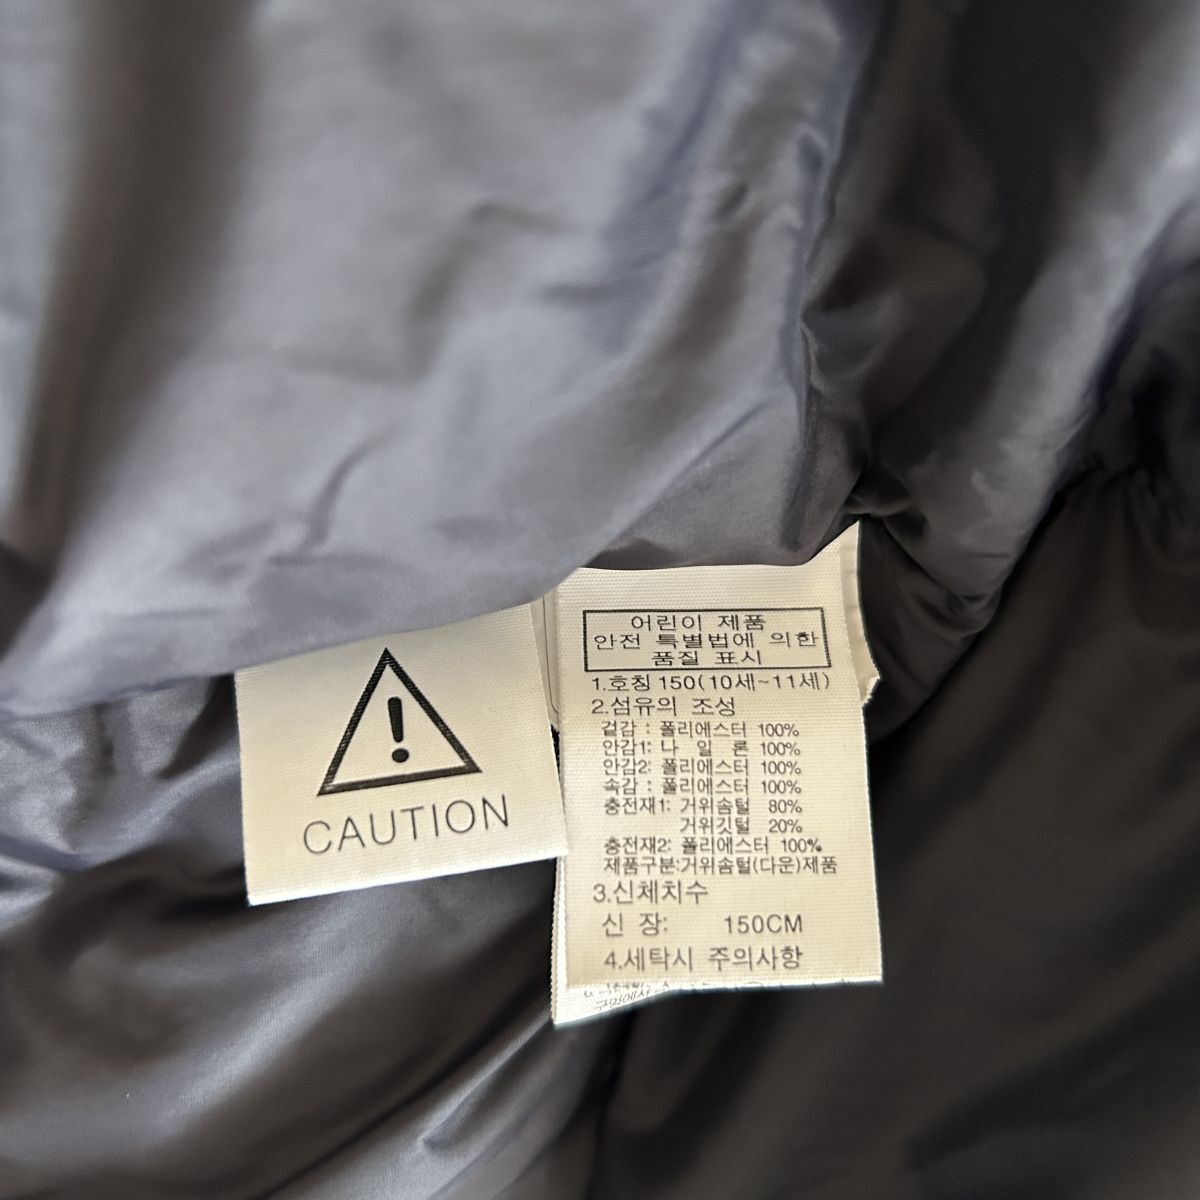 어린이 제품
안전 특별법에 의한
품질 표시
1.호칭 150(10세~11세)
2.섬유의 조성
겉감 : 폴리에스터 100%
안감1: 나 일 론 100%
안감2: 폴리에스터 100%
속감 : 폴리에스터 100%
충전재1: 거위솜털 80%
거위깃털 20%
충전재2: 폴리에스터 100%
제품구분:거위솜털(다운)제품
3.신체치수
신 장: 150CM
4.세탁시 주의사항
CAUTION